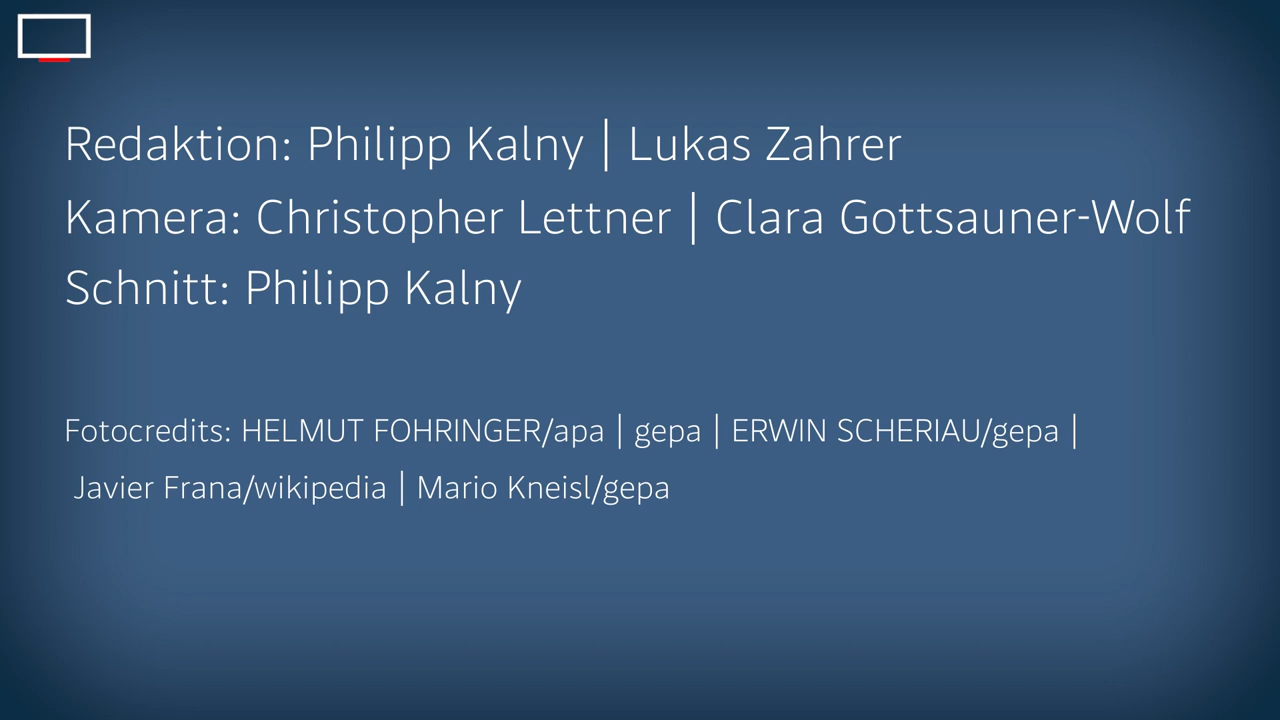 Redaktion: Philipp Kalny | Lukas Zahrer
Kamera: Christopher Lettner | Clara Gottsauner-Wolf
Schnitt: Philipp Kalny
Fotocredits: HELMUT FOHRINGER/apa | gepa | ERWIN SCHERIAU/gepa |
Javier Frana/wikipedia | Mario Kneisl/gepa